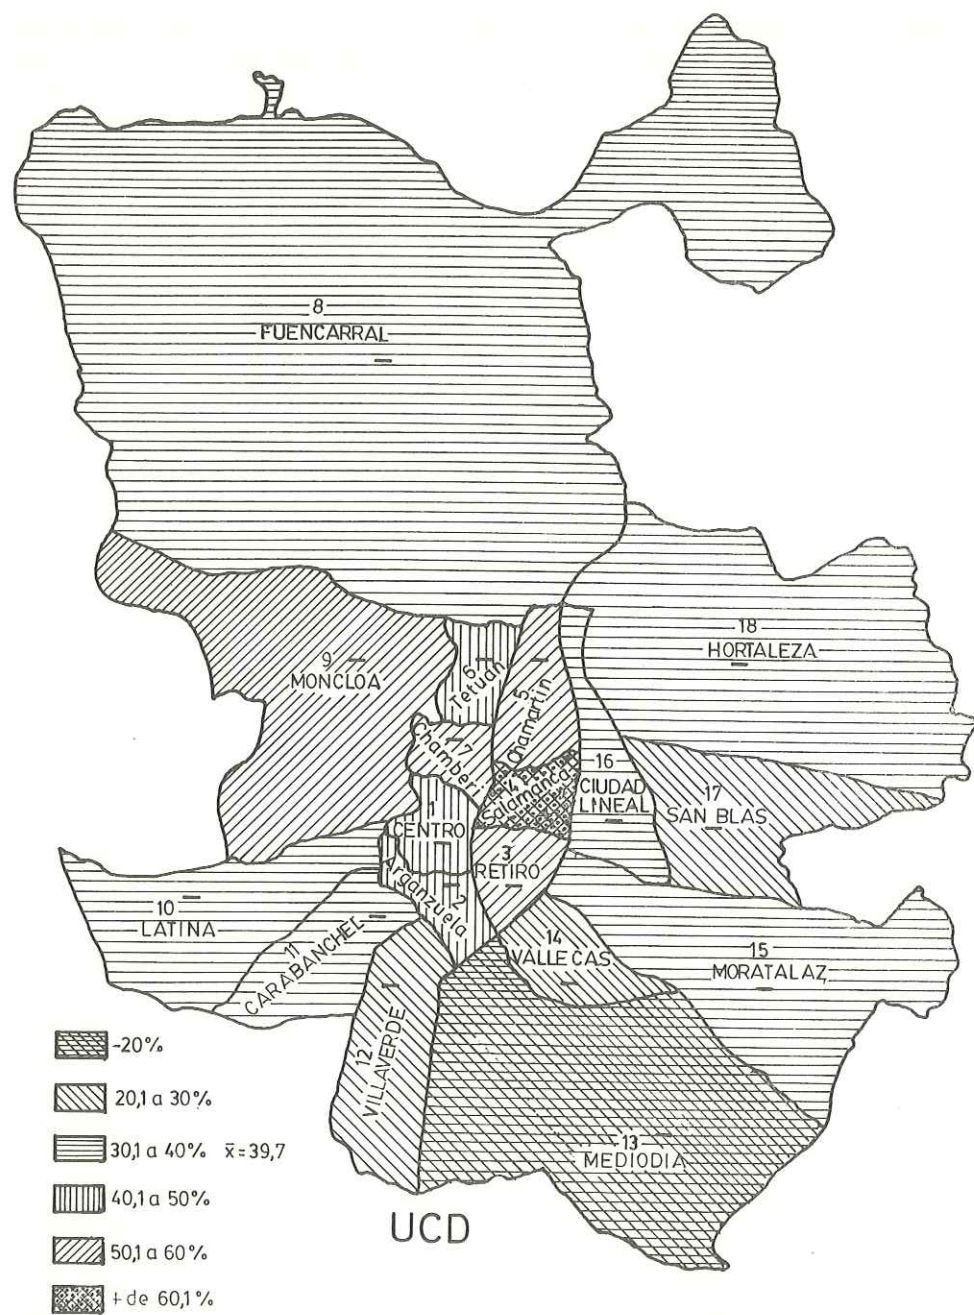 8
FUENCARRAL
18
HORTALEZA
9
MONCLOA
6
Tetuán
5
Chamartín
7
Chamberí
4
Salamanca
16
CIUDAD
LINEAL
17
SAN BLAS
1
CENTRO
3
RETIRO
2
Arganzuela
10
LATINA
11
CARABANCHEL
14
VALLECAS
15
MORATALAZ
12
VILLAVERDE
13
MEDIODIA
-20%
20,1 a 30%
30,1 a 40% x̄=39,7
40,1 a 50%
50,1 a 60%
+ de 60,1%
UCD